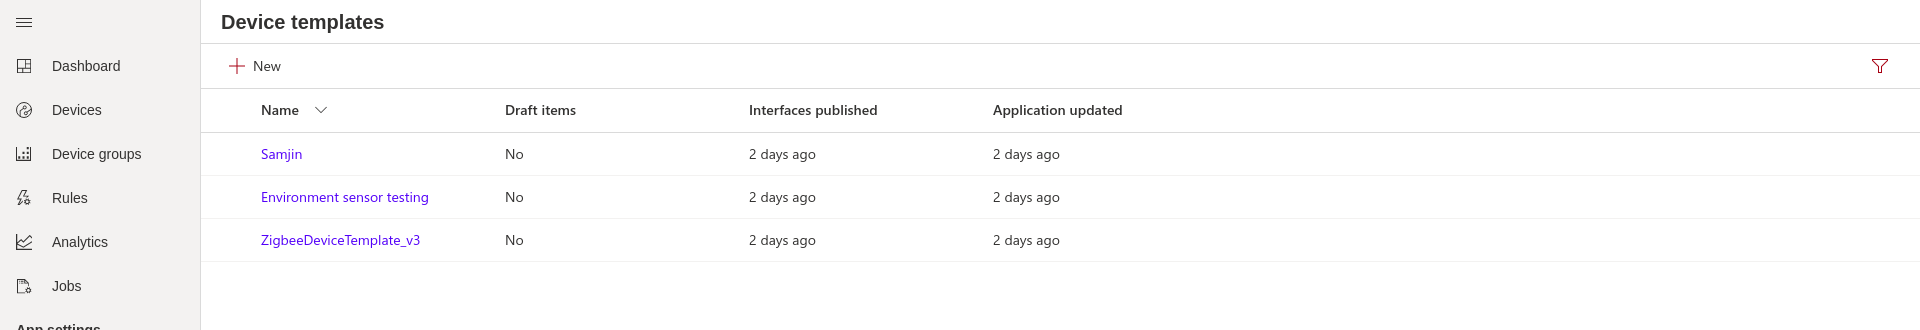 Device templates
Dashboard
New
Devices
Name Draft items Interfaces published Application updated
Device groups
Samjin No 2 days ago 2 days ago
Rules
Environment sensor testing No 2 days ago 2 days ago
Analytics
ZigbeeDeviceTemplate_v3 No 2 days ago 2 days ago
Jobs
App settings